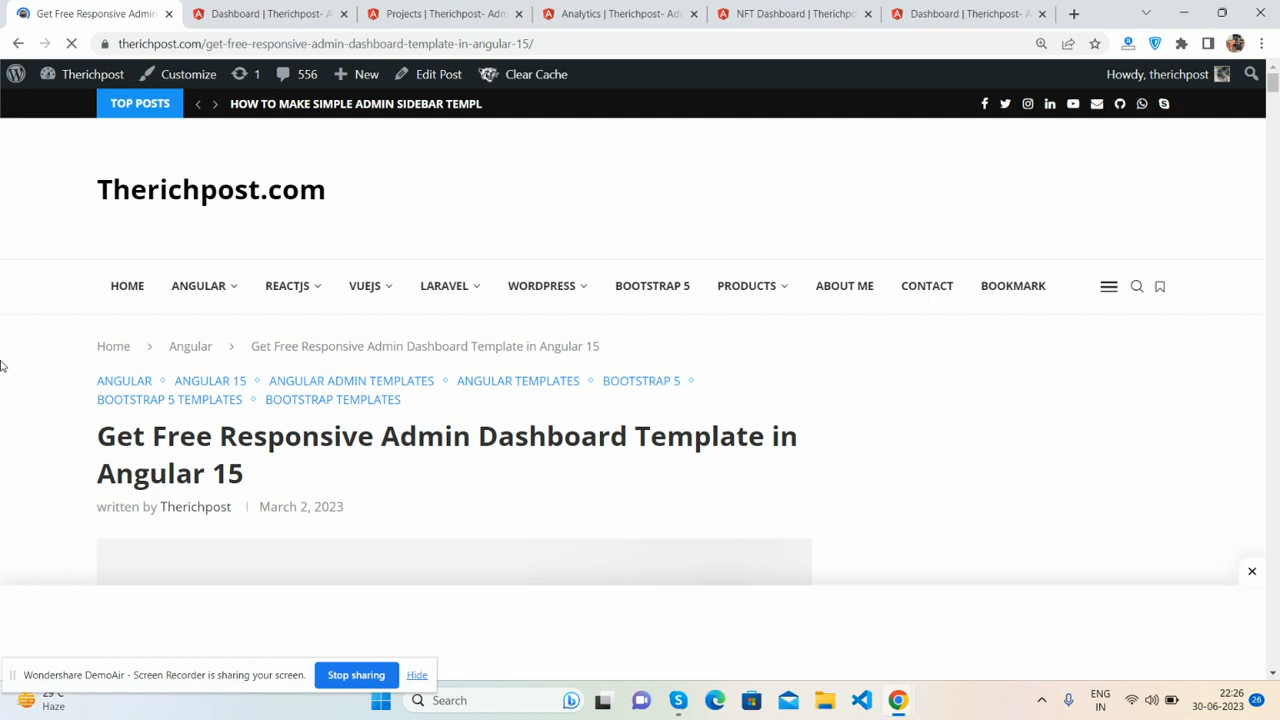 Get Free Responsive Admin
Dashboard | Therichpost- A
Projects | Therichpost- Adm
Analytics | Therichpost- Ad
NFT Dashboard | Therichpo
Dashboard | Therichpost- A
therichpost.com/get-free-responsive-admin-dashboard-template-in-angular-15/
Therichpost Customize 1 556 New Edit Post Clear Cache Howdy, therichpost
TOP POSTS HOW TO MAKE SIMPLE ADMIN SIDEBAR TEMPL
Therichpost.com
HOME ANGULAR REACTJS VUEJS LARAVEL WORDPRESS BOOTSTRAP 5 PRODUCTS ABOUT ME CONTACT BOOKMARK
Home > Angular > Get Free Responsive Admin Dashboard Template in Angular 15
ANGULAR ANGULAR 15 ANGULAR ADMIN TEMPLATES ANGULAR TEMPLATES BOOTSTRAP 5
BOOTSTRAP 5 TEMPLATES BOOTSTRAP TEMPLATES
Get Free Responsive Admin Dashboard Template in
Angular 15
written by Therichpost | March 2, 2023
Wondershare DemoAir - Screen Recorder is sharing your screen. Stop sharing Hide
29°C
Haze
Search
ENG
IN
22:26
30-06-2023
26